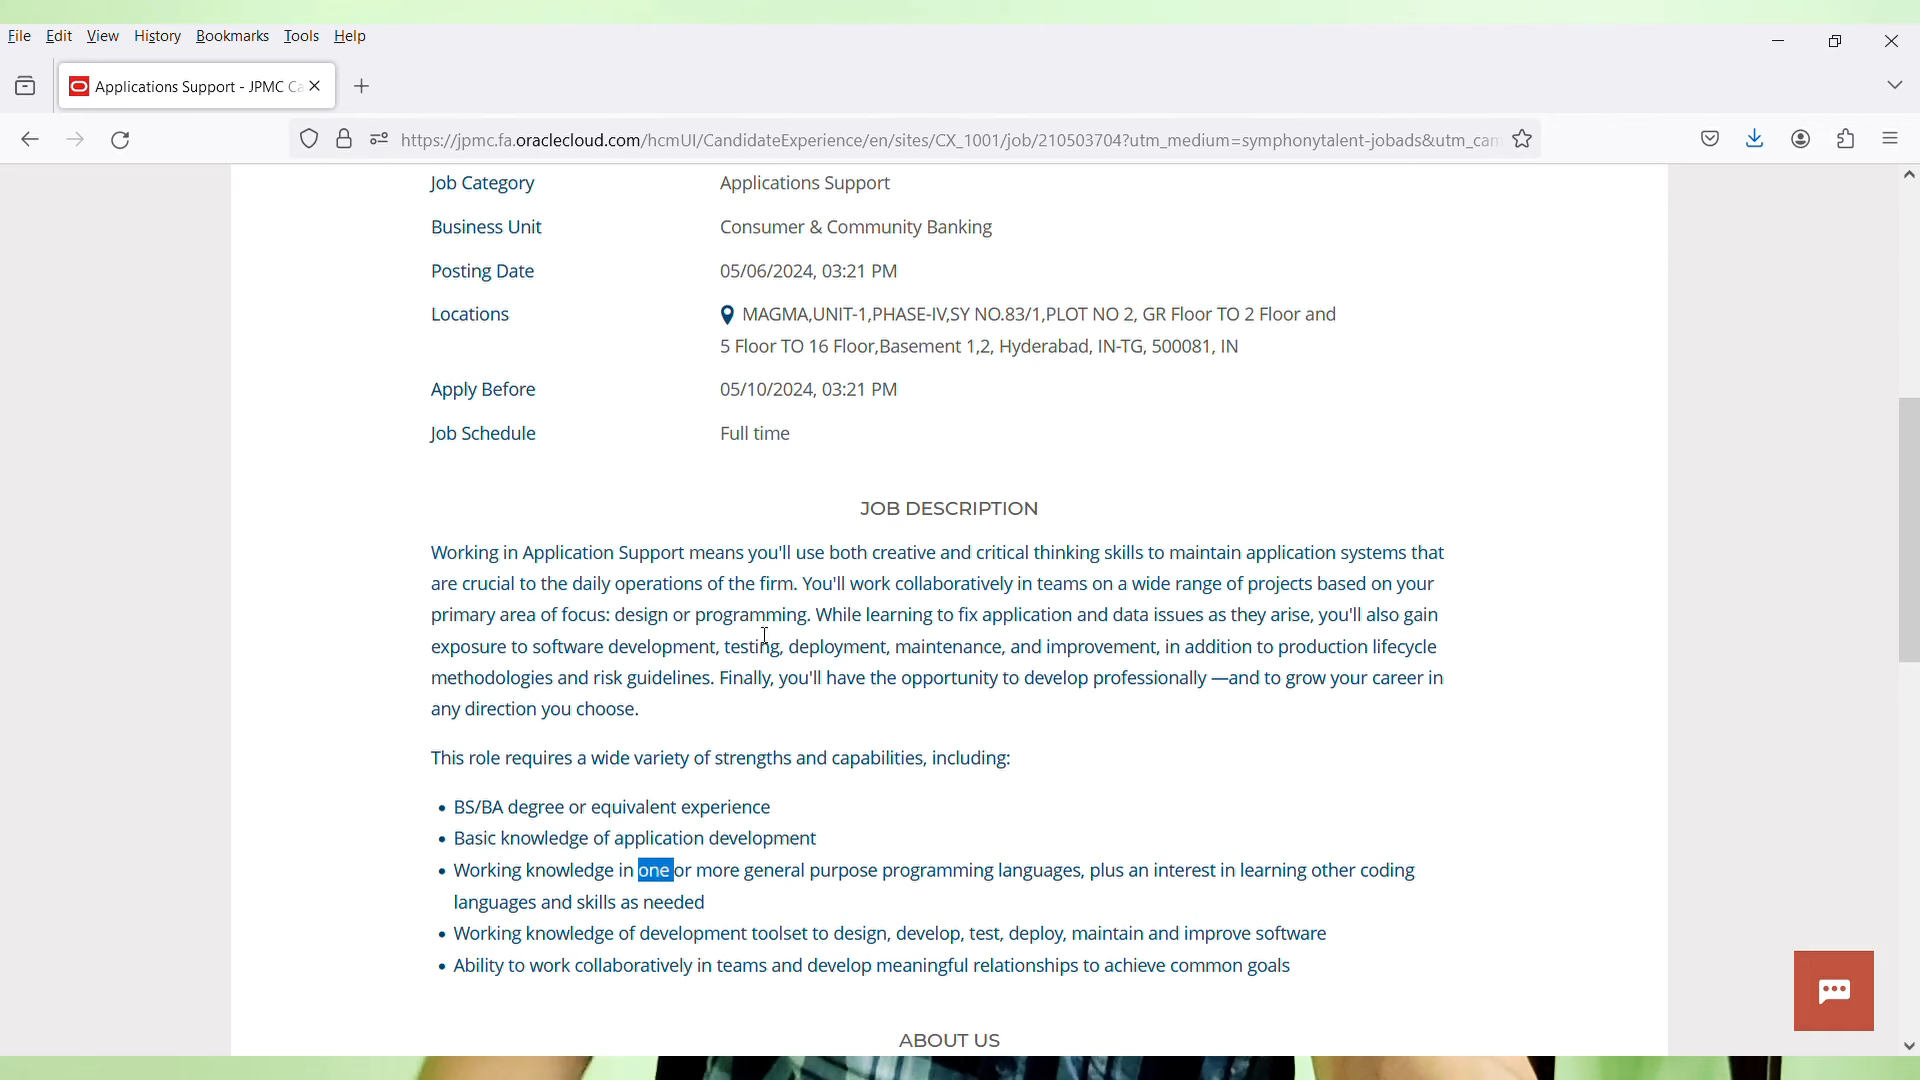 File Edit View History Bookmarks Tools Help
Applications Support - JPMC Ca
https://jpmc.fa.oraclecloud.com/hcmUI/CandidateExperience/en/sites/CX_1001/job/210503704?utm_medium=symphonytalent-jobads&utm_cam
Job Category Applications Support
Business Unit Consumer & Community Banking
Posting Date 05/06/2024, 03:21 PM
Locations MAGMA,UNIT-1,PHASE-IV,SY NO.83/1,PLOT NO 2, GR Floor TO 2 Floor and
5 Floor TO 16 Floor,Basement 1,2, Hyderabad, IN-TG, 500081, IN
Apply Before 05/10/2024, 03:21 PM
Job Schedule Full time
JOB DESCRIPTION
Working in Application Support means you'll use both creative and critical thinking skills to maintain application systems that
are crucial to the daily operations of the firm. You'll work collaboratively in teams on a wide range of projects based on your
primary area of focus: design or programming. While learning to fix application and data issues as they arise, you'll also gain
exposure to software development, testing, deployment, maintenance, and improvement, in addition to production lifecycle
methodologies and risk guidelines. Finally, you'll have the opportunity to develop professionally —and to grow your career in
any direction you choose.
This role requires a wide variety of strengths and capabilities, including:
• BS/BA degree or equivalent experience
• Basic knowledge of application development
• Working knowledge in one or more general purpose programming languages, plus an interest in learning other coding
languages and skills as needed
• Working knowledge of development toolset to design, develop, test, deploy, maintain and improve software
• Ability to work collaboratively in teams and develop meaningful relationships to achieve common goals
ABOUT US